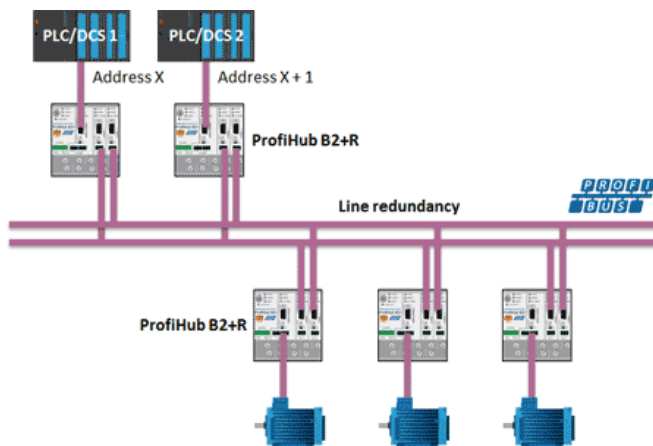 PLC/DCS 1
PLC/DCS 2
Address X
Address X + 1
ProfiHub B2+R
Line redundancy
PROFI
BUS
ProfiHub B2+R